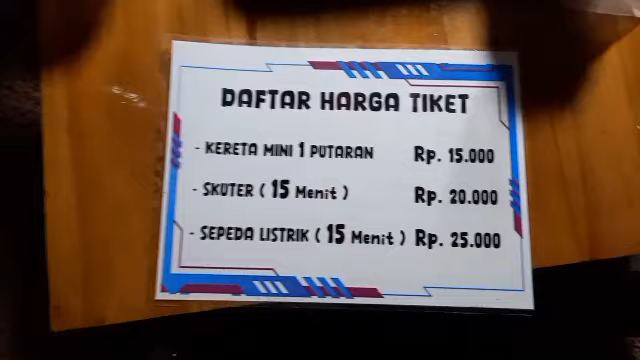 DAFTAR HARGA TIKET
- KERETA MINI 1 PUTARAN Rp. 15.000
- SKUTER ( 15 Menit ) Rp. 20.000
- SEPEDA LISTRIK ( 15 Menit ) Rp. 25.000